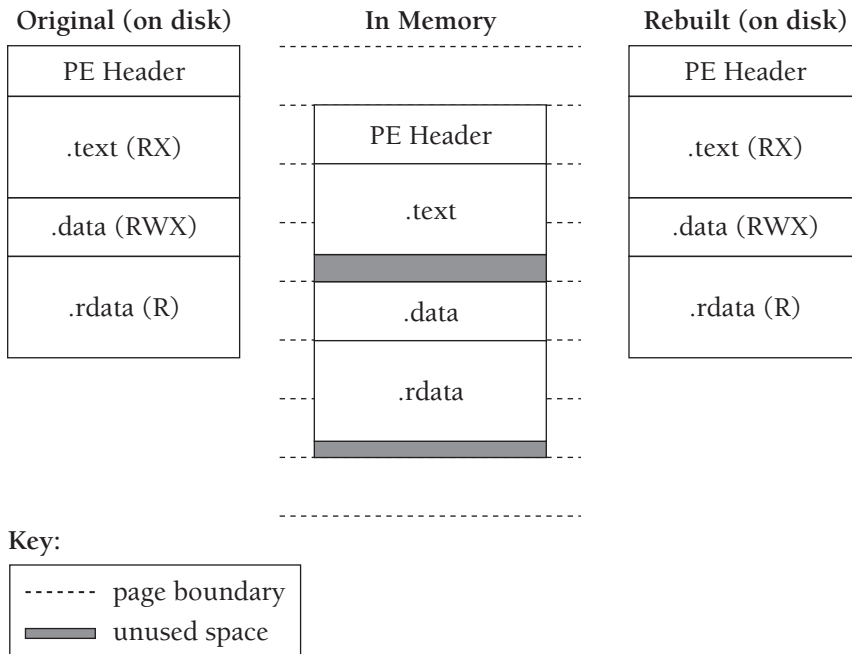 Original (on disk)
PE Header
.text (RX)
.data (RWX)
.rdata (R)
In Memory
PE Header
.text
.data
.rdata
Rebuilt (on disk)
PE Header
.text (RX)
.data (RWX)
.rdata (R)
Key:
page boundary
unused space